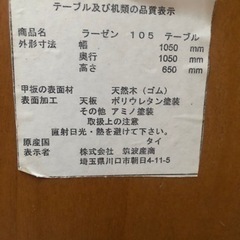 テーブル及び机類の品質表示
商品名 ラーゼン 105 テーブル
外形寸法 幅 1050 mm
奥行 1050 mm
高さ 650 mm
甲板の表面材 天然木（ゴム）
表面加工 天板 ポリウレタン塗装
その他 アミノ塗装
取扱上の注意
直射日光・熱を避けて下さい。
原産国 タイ
表示者 株式会社 筑波産商
埼玉県川口市朝日4-11-5